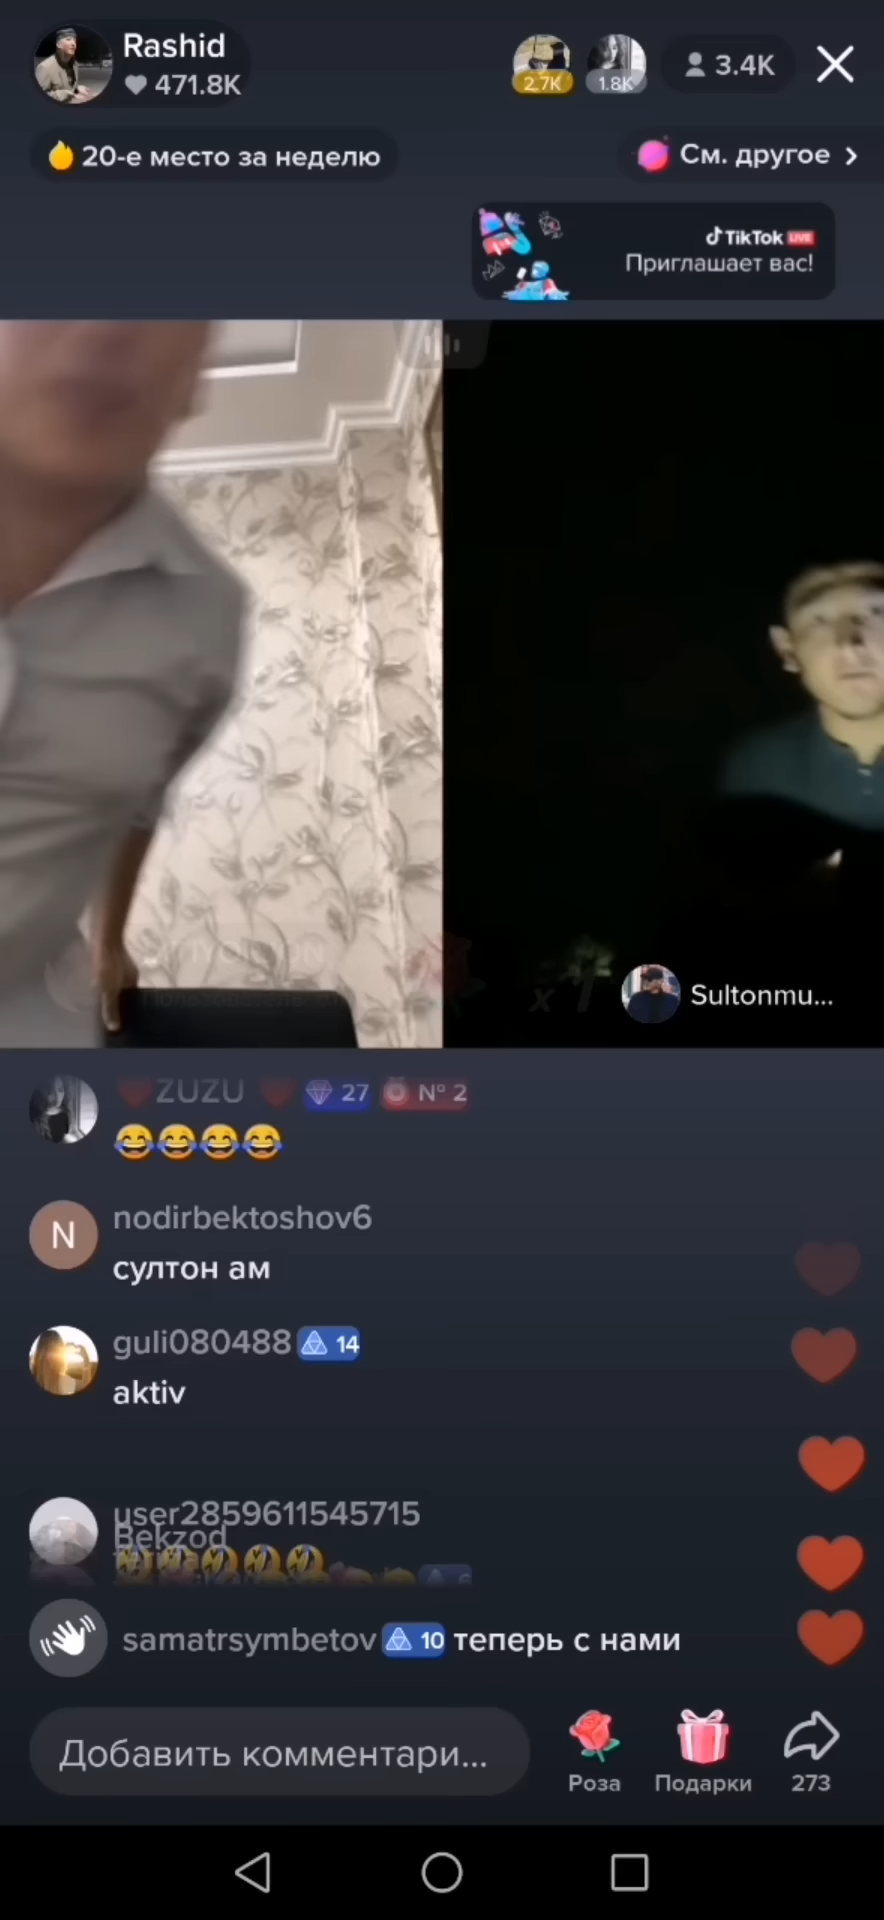 Rashid
471.8K
2.7K
1.8K
3.4K
20-е место за неделю
См. другое
TikTok LIVE
Приглашает вас!
Sultonmu...
ZUZU 27 N° 2
nodirbektoshov6
N
султон ам
guli080488 14
aktiv
user2859611545715
Bekzod
6
samatrsymbetov 10 теперь с нами
Добавить комментари...
Роза
Подарки
273